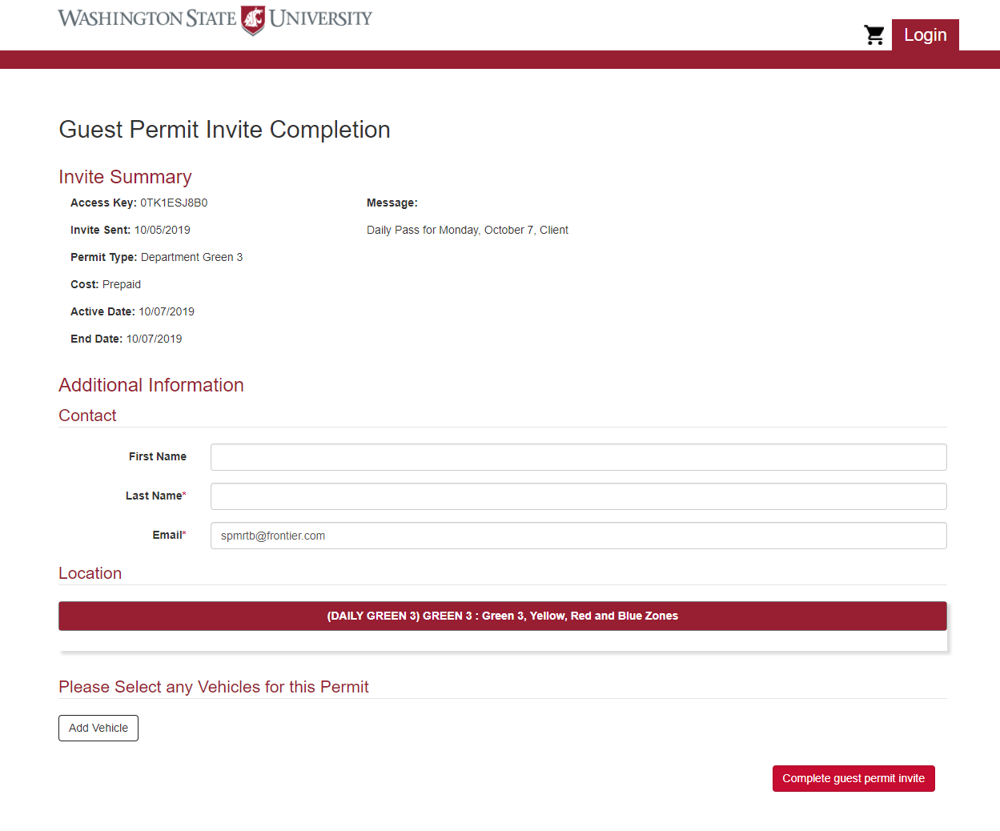 WASHINGTON STATE UNIVERSITY
Login
Guest Permit Invite Completion
Invite Summary
Access Key: 0TK1ESJ8B0
Invite Sent: 10/05/2019
Permit Type: Department Green 3
Cost: Prepaid
Active Date: 10/07/2019
End Date: 10/07/2019
Message:
Daily Pass for Monday, October 7, Client
Additional Information
Contact
First Name
Last Name*
Email* spmrtb@frontier.com
Location
(DAILY GREEN 3) GREEN 3 : Green 3, Yellow, Red and Blue Zones
Please Select any Vehicles for this Permit
Add Vehicle
Complete guest permit invite